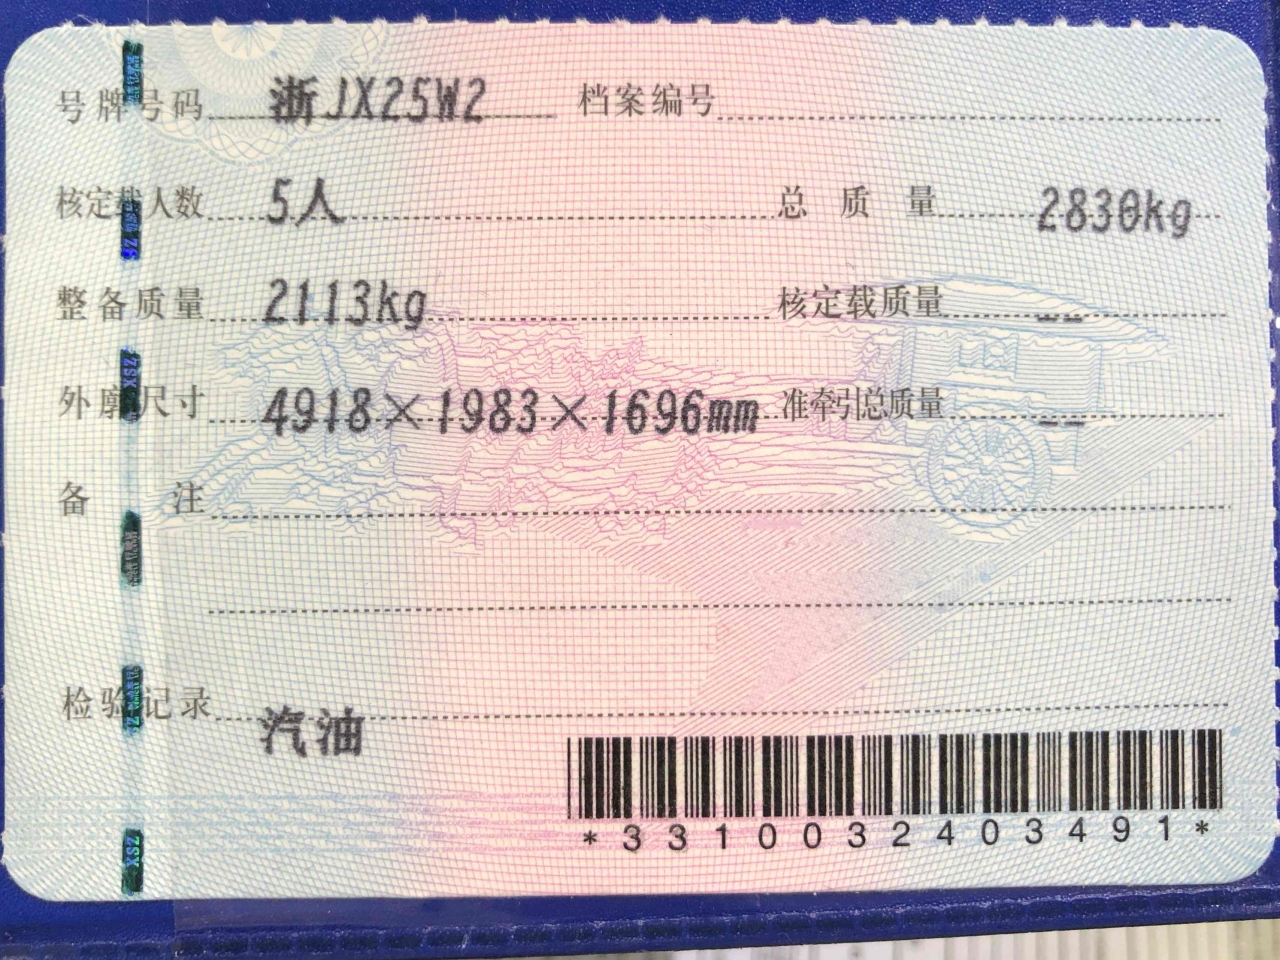 号牌号码 浙JX25W2 档案编号
核定载人数 5人 总质量 2830kg
整备质量 2113kg 核定载质量 --
外廓尺寸 4918×1983×1696mm 准牵引总质量 --
备注
检验记录 汽油
*3310032403491*
XSZ
XSZ